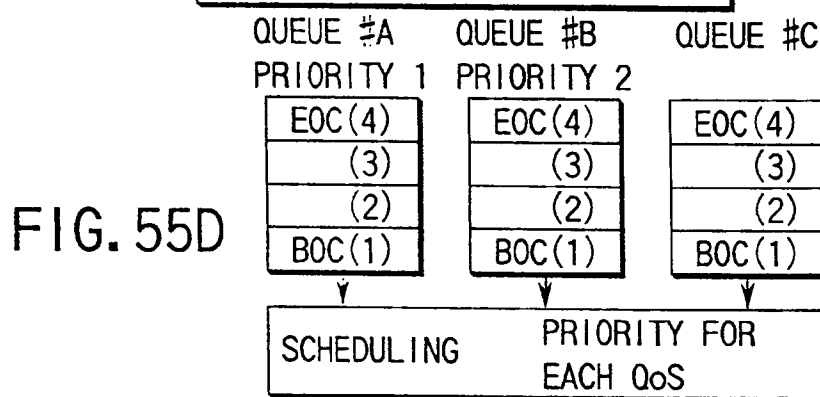 QUEUE #A QUEUE #B QUEUE #C
PRIORITY 1 PRIORITY 2
EOC(4) EOC(4) EOC(4)
(3) (3) (3)
(2) (2) (2)
BOC(1) BOC(1) BOC(1)
FIG. 55D
SCHEDULING PRIORITY FOR
EACH QoS